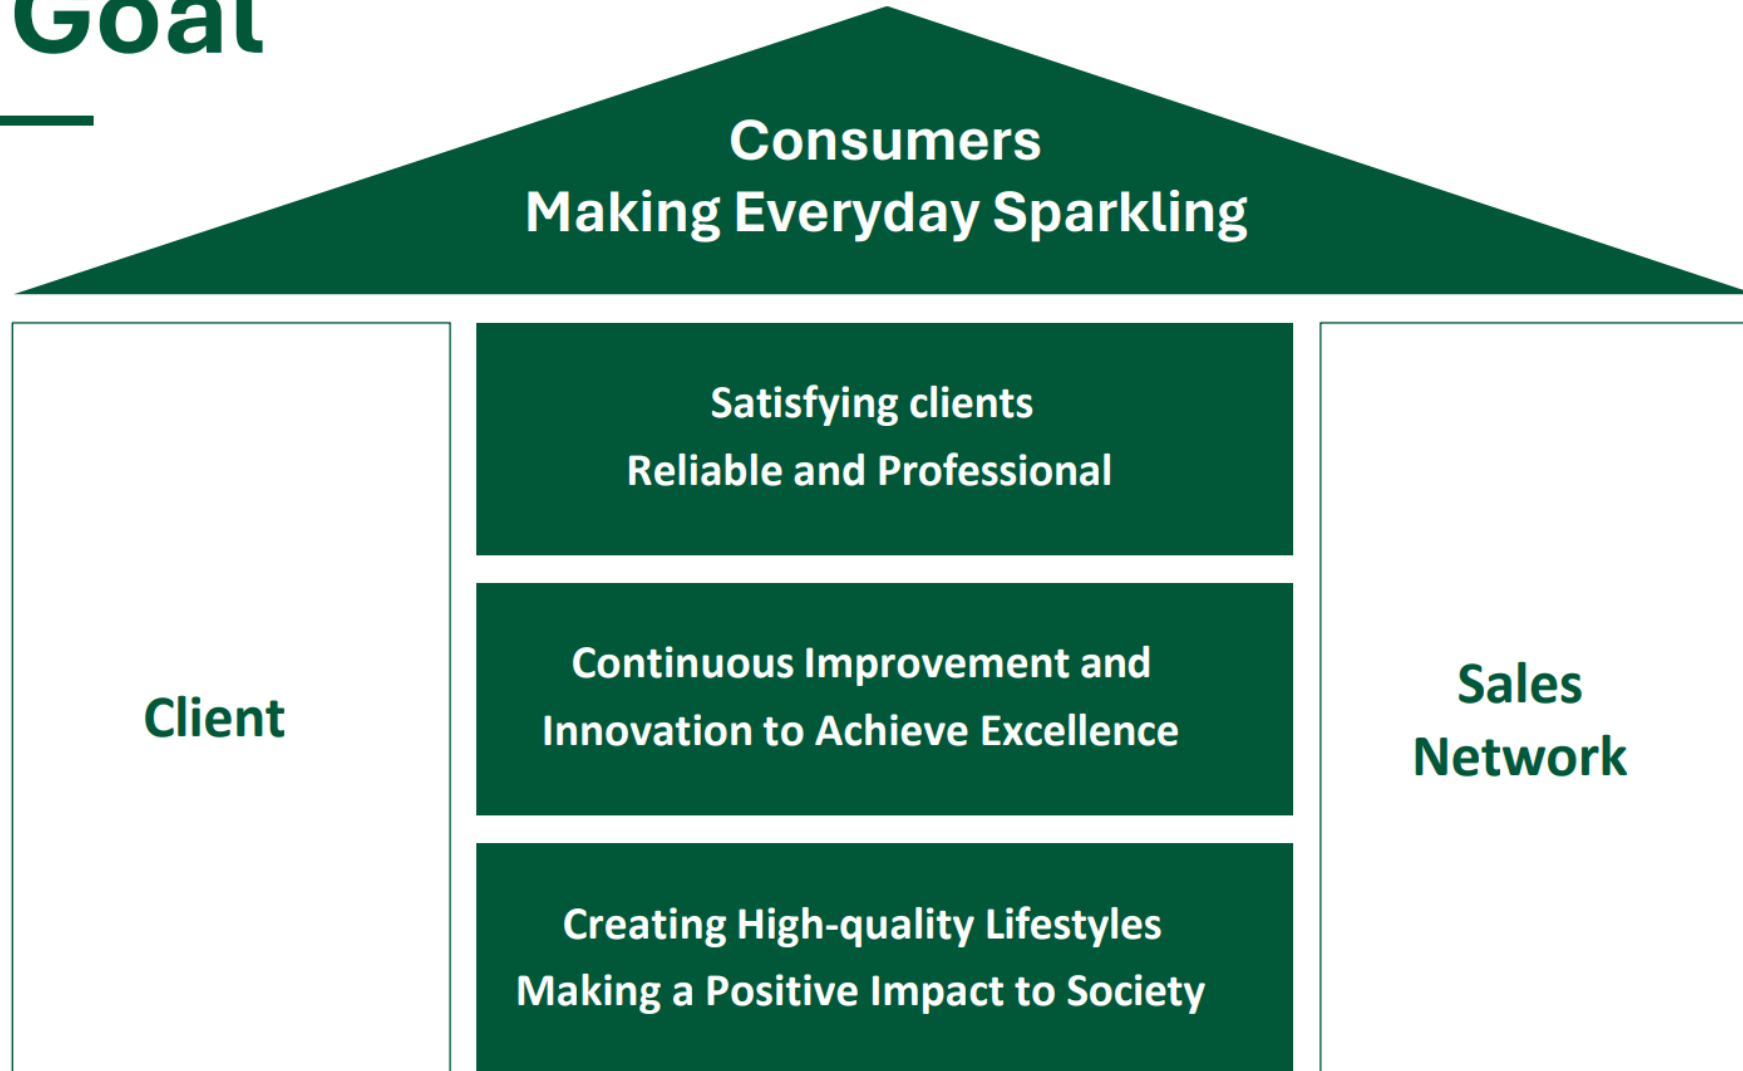 Goal
Consumers
Making Everyday Sparkling
Client
Satisfying clients
Reliable and Professional
Continuous Improvement and
Innovation to Achieve Excellence
Creating High-quality Lifestyles
Making a Positive Impact to Society
Sales
Network